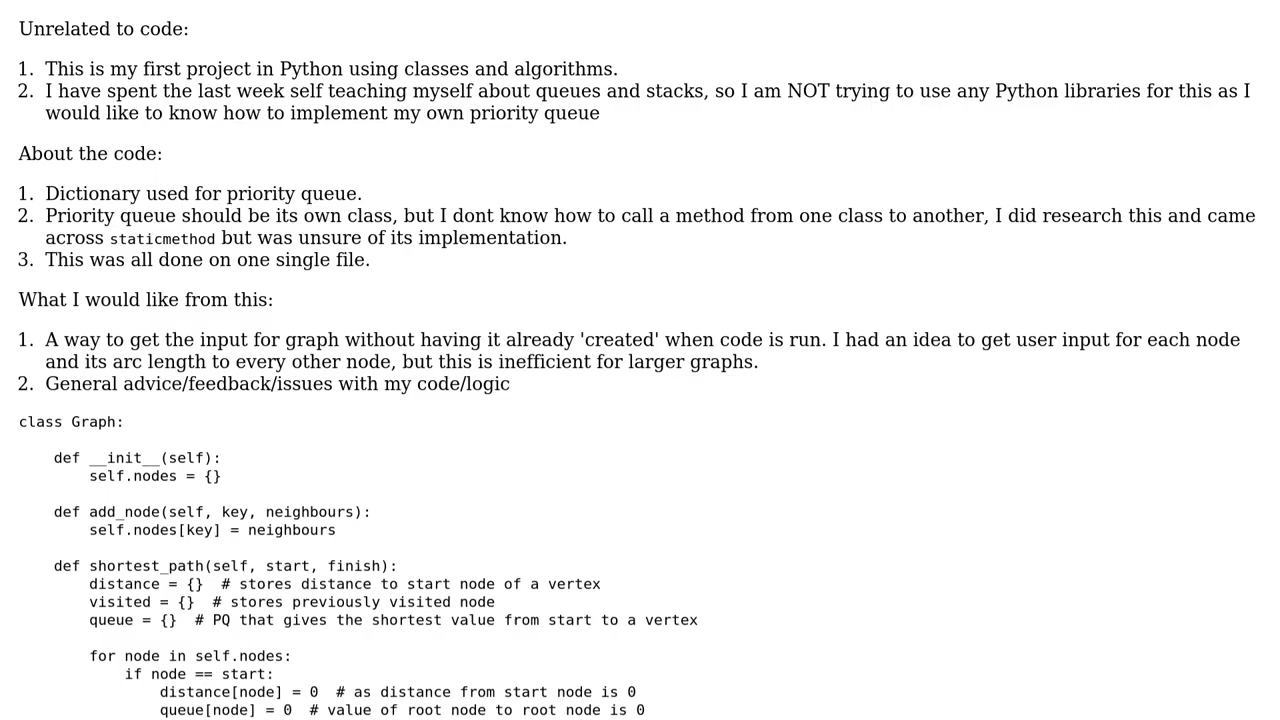 Unrelated to code:
1. This is my first project in Python using classes and algorithms.
2. I have spent the last week self teaching myself about queues and stacks, so I am NOT trying to use any Python libraries for this as I
would like to know how to implement my own priority queue
About the code:
1. Dictionary used for priority queue.
2. Priority queue should be its own class, but I dont know how to call a method from one class to another, I did research this and came
across staticmethod but was unsure of its implementation.
3. This was all done on one single file.
What I would like from this:
1. A way to get the input for graph without having it already 'created' when code is run. I had an idea to get user input for each node
and its arc length to every other node, but this is inefficient for larger graphs.
2. General advice/feedback/issues with my code/logic
class Graph:
    def __init__(self):
        self.nodes = {}
    def add_node(self, key, neighbours):
        self.nodes[key] = neighbours
    def shortest_path(self, start, finish):
        distance = {}  # stores distance to start node of a vertex
        visited = {}  # stores previously visited node
        queue = {}  # PQ that gives the shortest value from start to a vertex
        for node in self.nodes:
            if node == start:
                distance[node] = 0  # as distance from start node is 0
                queue[node] = 0  # value of root node to root node is 0